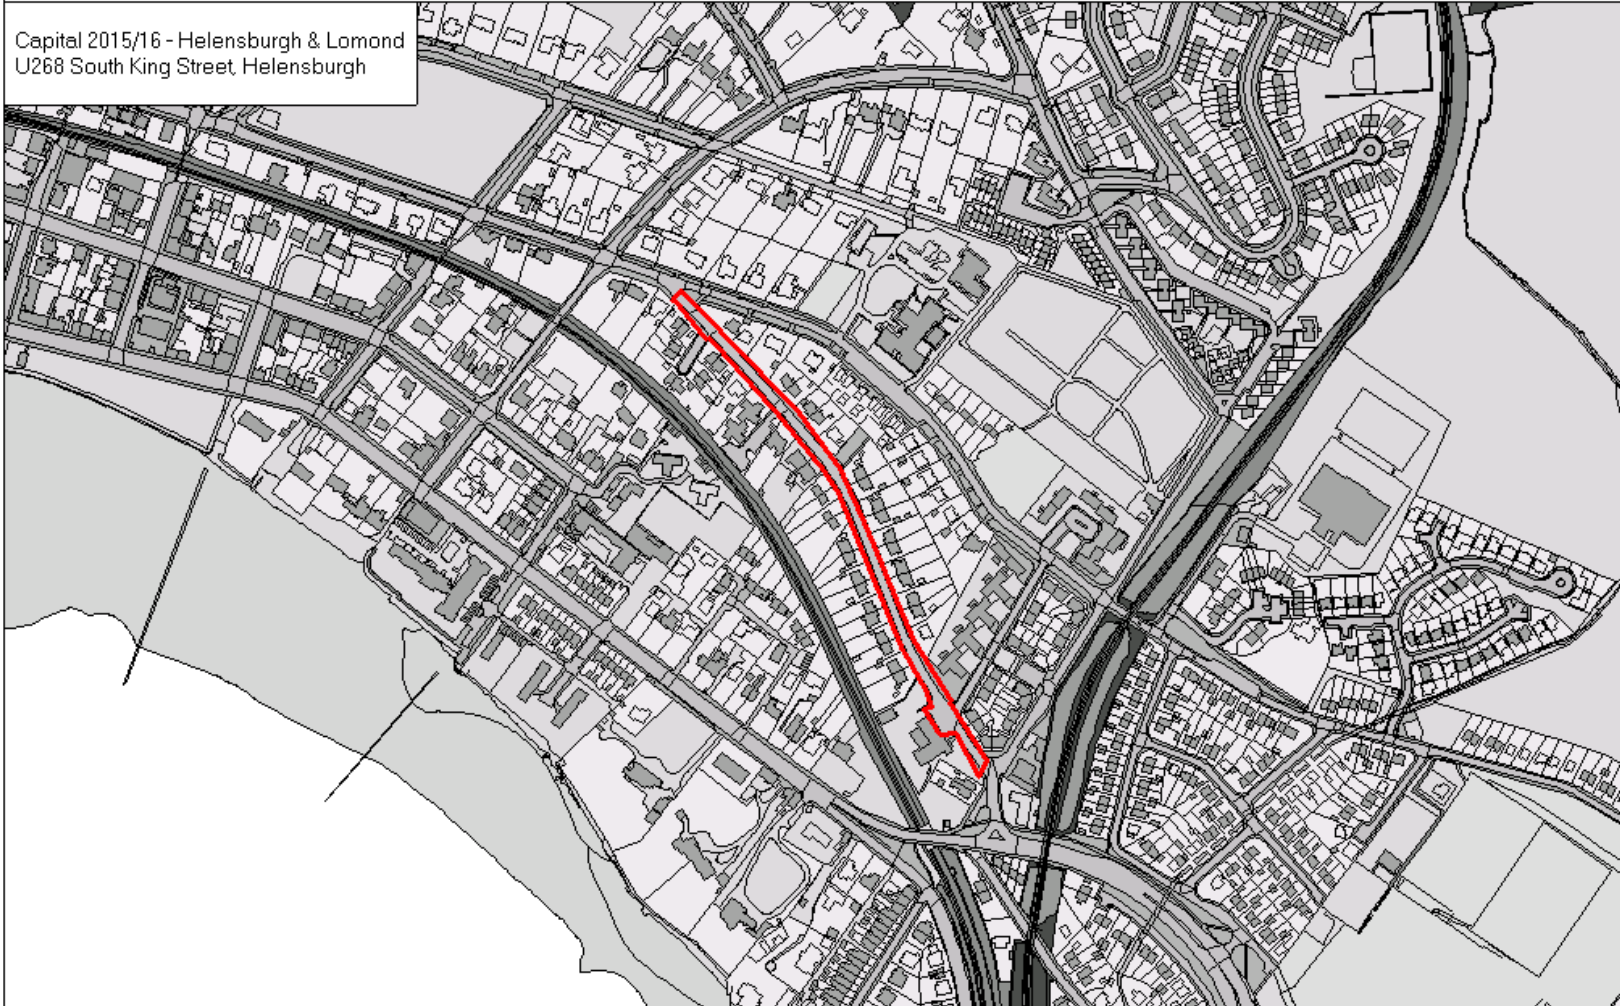 Capital 2015/16 - Helensburgh & Lomond
U268 South King Street, Helensburgh